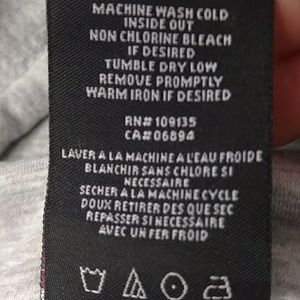 MACHINE WASH COLD
INSIDE OUT
NON CHLORINE BLEACH
IF DESIRED
TUMBLE DRY LOW
REMOVE PROMPTLY
WARM IRON IF DESIRED
RN# 109135
CA# 06894
LAVER A LA MACHINE A L'EAU FROIDE
BLANCHIR SANS CHLORE SI
NECESSAIRE
SECHER A LA MACHINE CYCLE
DOUX RETIRER DES QUE SEC
REPASSER SI NECESSAIRE
AVEC UN FER FROID